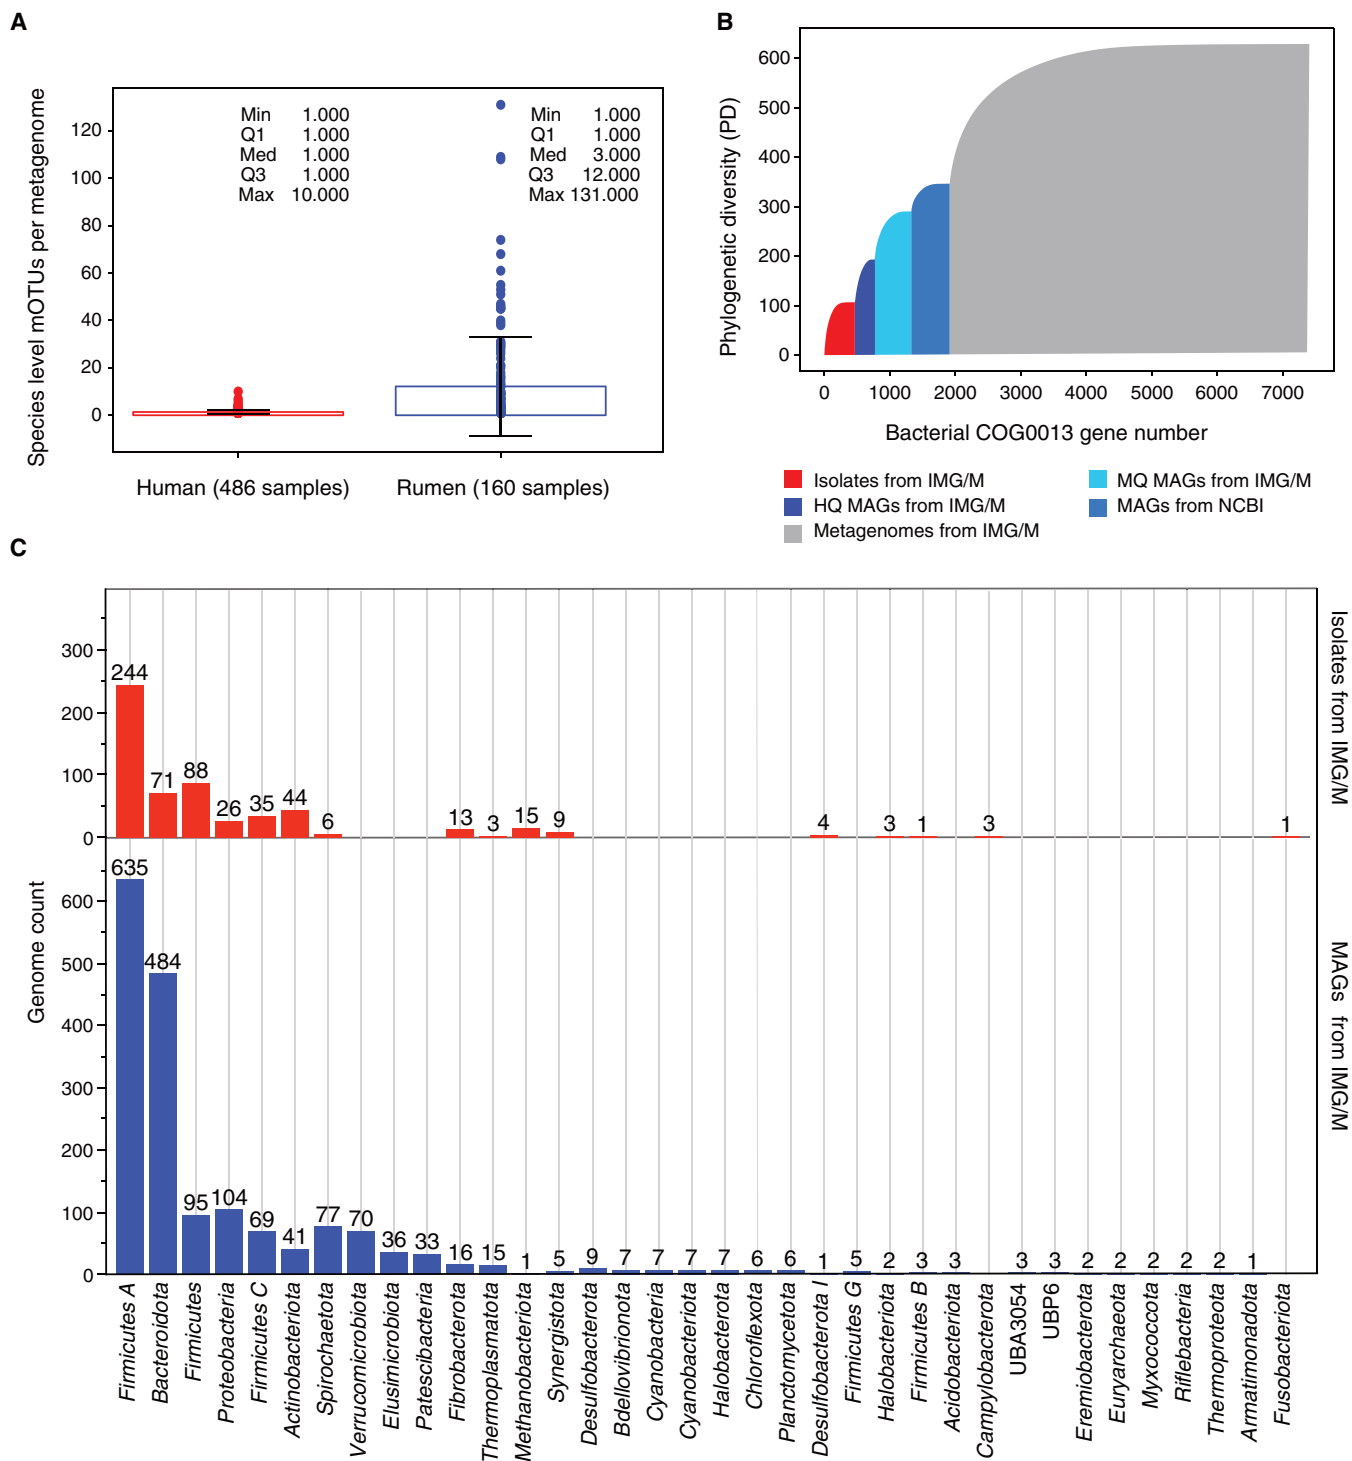 A
Species level mOTUs per metagenome
120
100
80
60
40
20
0
Min 1.000
Q1 1.000
Med 1.000
Q3 1.000
Max 10.000
Min 1.000
Q1 1.000
Med 3.000
Q3 12.000
Max 131.000
Human (486 samples)
Rumen (160 samples)
B
Phylogenetic diversity (PD)
600
500
400
300
200
100
0
0 1000 2000 3000 4000 5000 6000 7000
Bacterial COG0013 gene number
Isolates from IMG/M
HQ MAGs from IMG/M
Metagenomes from IMG/M
MQ MAGs from IMG/M
MAGs from NCBI
C
Genome count
300
200
100
0
244 71 88 26 35 44 6 13 3 15 9 4 3 1 3 1
Isolates from IMG/M
600
500
400
300
200
100
0
635 484 95 104 69 41 77 70 36 33 16 15 1 5 9 7 7 7 7 6 6 1 5 2 3 3 3 3 2 2 2 2 2 1
MAGs from IMG/M
Firmicutes A
Bacteroidota
Firmicutes
Proteobacteria
Firmicutes C
Actinobacteriota
Spirochaetota
Verrucomicrobiota
Elusimicrobiota
Patescibacteria
Fibrobacterota
Thermoplasmatota
Methanobacteriota
Synergistota
Desulfobacterota
Bdellovibrionota
Cyanobacteria
Cyanobacteriota
Halobacterota
Chloroflexota
Planctomycetota
Desulfobacterota I
Firmicutes G
Halobacteriota
Firmicutes B
Acidobacteriota
Campylobacterota
UBA3054
UBP6
Eremiobacterota
Euryarchaeota
Myxococcota
Riflebacteria
Thermoproteota
Armatimonadota
Fusobacteriota